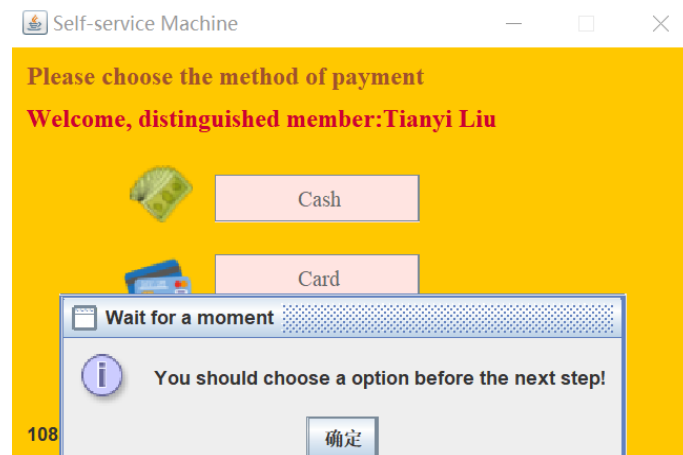 Self-service Machine
Please choose the method of payment
Welcome, distinguished member:Tianyi Liu
Cash
Card
Wait for a moment
You should choose a option before the next step!
108
确定